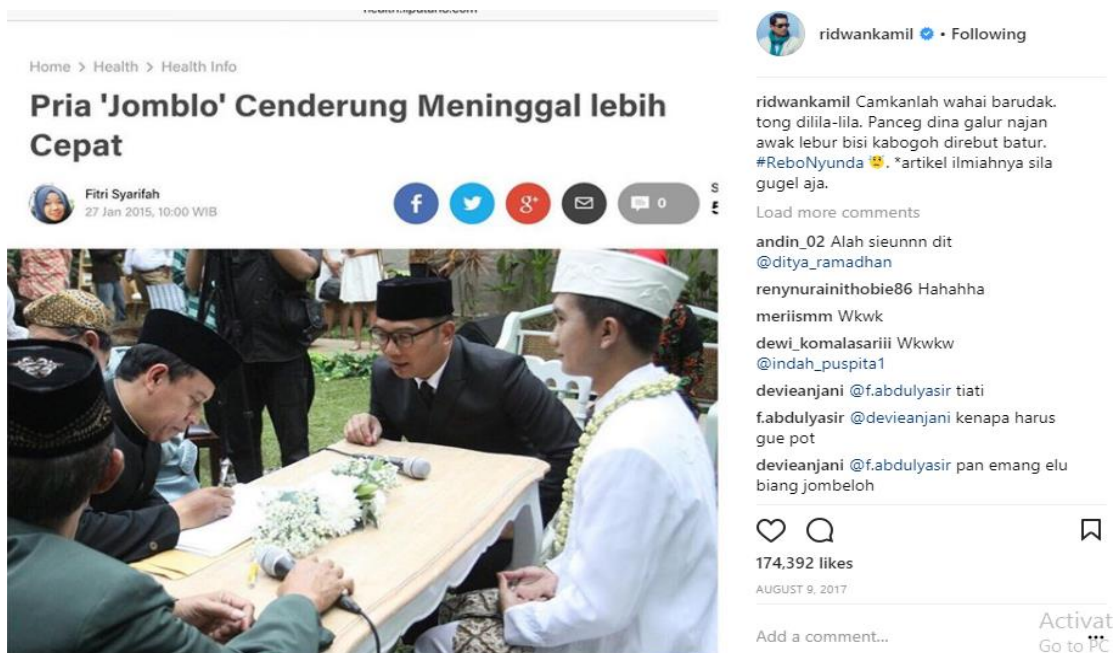 health.liputan6.com
Home > Health > Health Info
Pria 'Jomblo' Cenderung Meninggal lebih
Cepat
Fitri Syarifah
27 Jan 2015, 10:00 WIB
0
S
5
ridwankamil • Following
ridwankamil Camkanlah wahai barudak.
tong dilila-lila. Panceg dina galur najan
awak lebur bisi kabogoh direbut batur.
#ReboNyunda 😇. *artikel ilmiahnya sila
gugel aja.
Load more comments
andin_02 Alah sieunnn dit
@ditya_ramadhan
renynurainithobie86 Hahahha
meriismm Wkwk
dewi_komalasariii Wkwkw
@indah_puspita1
devieanjani @f.abdulyasir tiati
f.abdulyasir @devieanjani kenapa harus
gue pot
devieanjani @f.abdulyasir pan emang elu
biang jombeloh
174,392 likes
AUGUST 9, 2017
Add a comment...
Activat
Go to PC